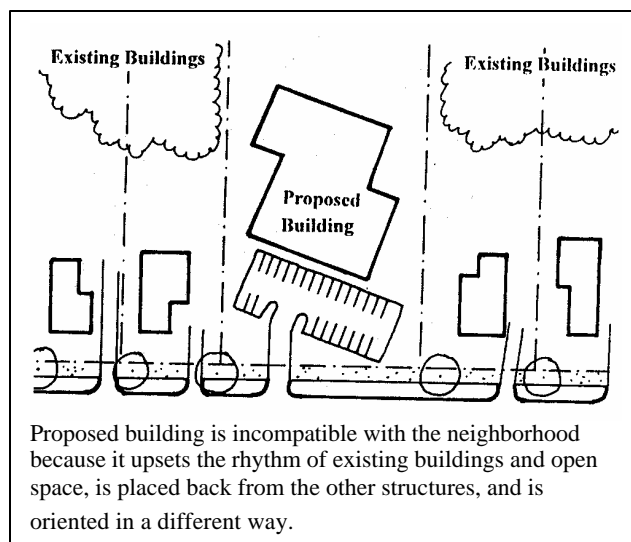 Existing Buildings
Existing Buildings
Proposed
Building
Proposed building is incompatible with the neighborhood
because it upsets the rhythm of existing buildings and open
space, is placed back from the other structures, and is
oriented in a different way.